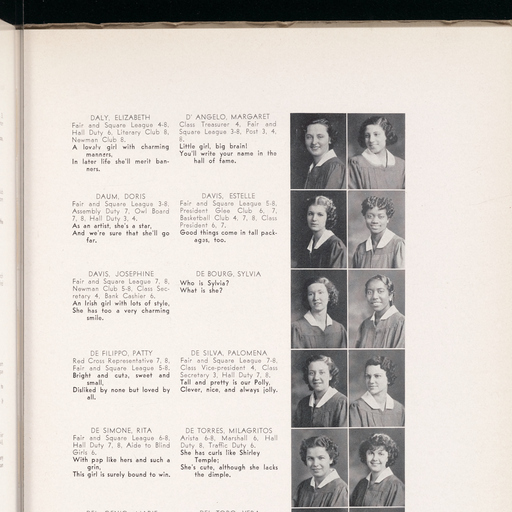 DALY, ELIZABETH
Fair and Square League 4-8,
Hall Duty 6, Literary Club 8,
Newman Club 8.
A lovely girl with charming
manners,
In later life she'll merit ban-
ners.
D' ANGELO, MARGARET
Class Treasurer 4, Fair and
Square League 3-8, Post 3, 4,
8.
Little girl, big brain!
You'll write your name in the
hall of fame.
DAUM, DORIS
Fair and Square League 3-8,
Assembly Duty 7, Owl Board
7, 8, Hall Duty 3, 4.
As an artist, she's a star,
And we're sure that she'll go
far.
DAVIS, ESTELLE
Fair and Square League 5-8,
President Glee Club 6, 7,
Basketball Club 4, 7, 8, Class
President 6, 7.
Good things come in tall pack-
ages, too.
DAVIS, JOSEPHINE
Fair and Square League 7, 8,
Newman Club 5-8, Class Sec-
retary 4, Bank Cashier 6.
An Irish girl with lots of style,
She has too a very charming
smile.
DE BOURG, SYLVIA
Who is Sylvia?
What is she?
DE FILIPPO, PATTY
Red Cross Representative 7, 8,
Fair and Square League 5-8.
Bright and cute, sweet and
small,
Disliked by none but loved by
all.
DE SILVA, PALOMENA
Fair and Square League 7-8,
Class Vice-president 4, Class
Secretary 3, Hall Duty 7, 8.
Tall and pretty is our Polly,
Clever, nice, and always jolly.
DE SIMONE, RITA
Fair and Square League 6-8,
Hall Duty 7, 8, Aide to Blind
Girls 6.
With pep like hers and such a
grin,
This girl is surely bound to win.
DE TORRES, MILAGRITOS
Arista 6-8, Marshall 6, Hall
Duty 8, Traffic Duty 6.
She has curls like Shirley
Temple;
She's cute, although she lacks
the dimple.